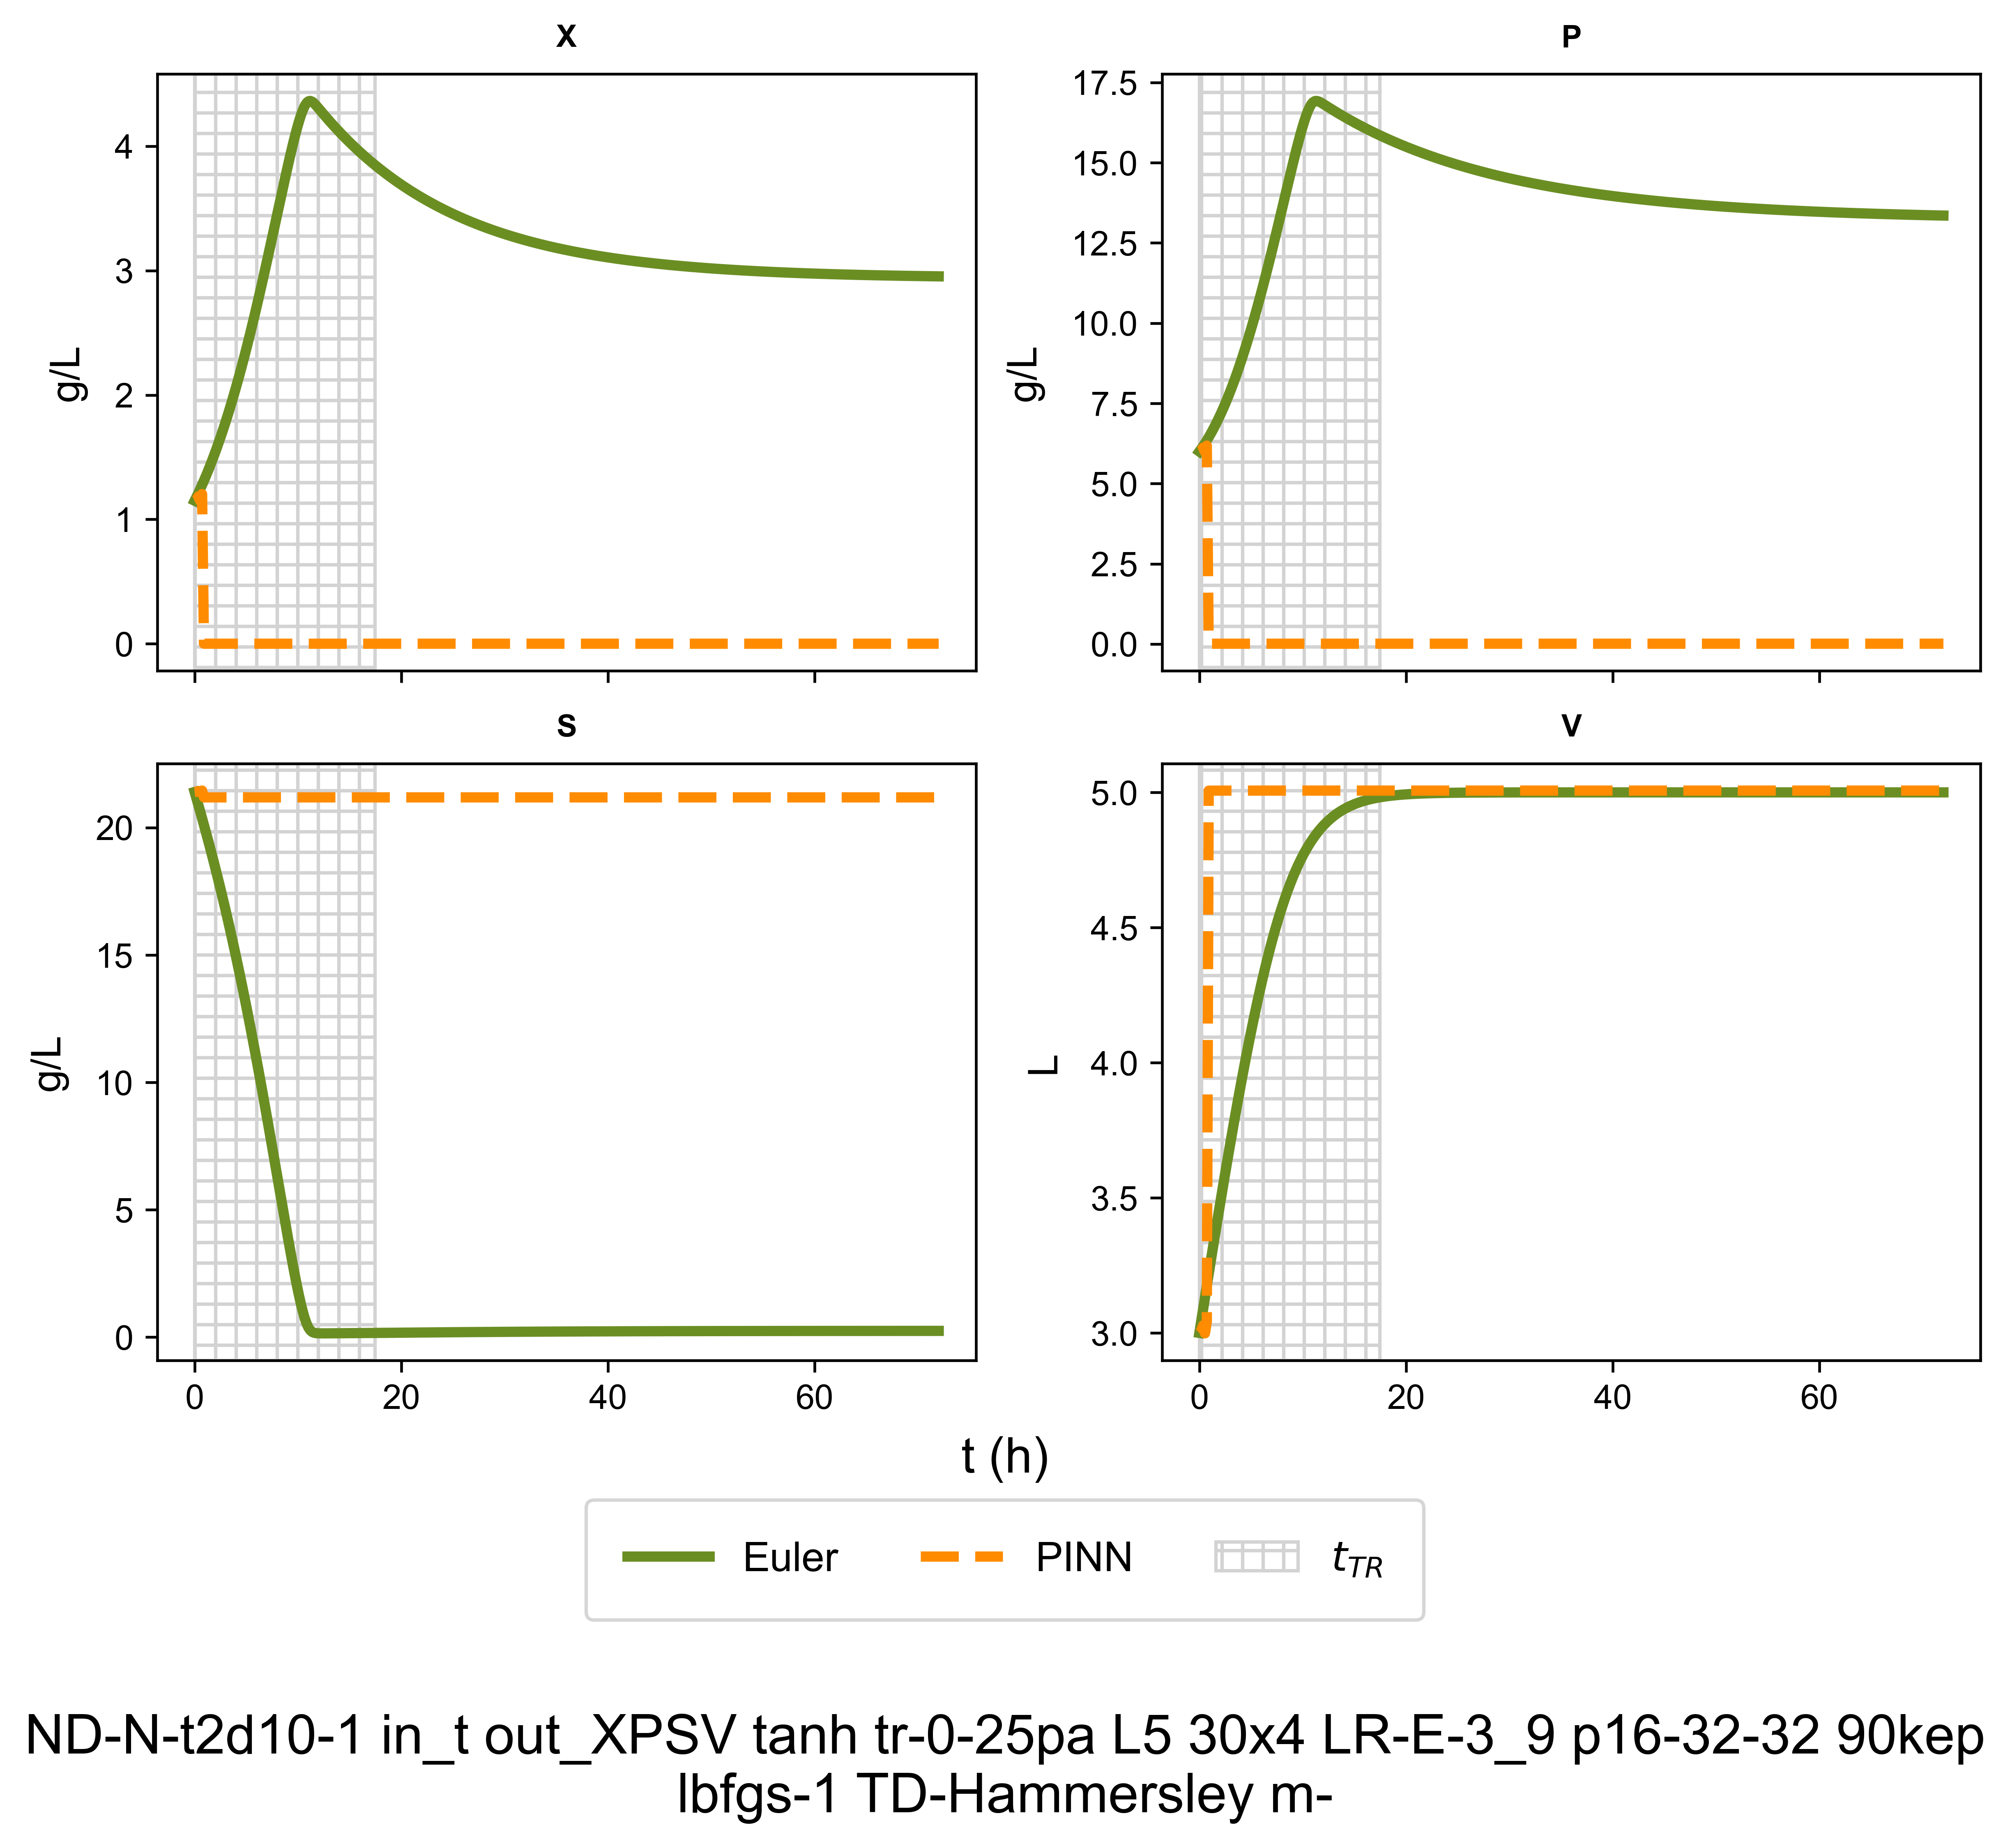 X
P
4
3
2
1
0
g/L
17.5
15.0
12.5
10.0
7.5
5.0
2.5
0.0
g/L
S
V
20
15
10
5
0
g/L
0
20
40
60
5.0
4.5
4.0
3.5
3.0
L
0
20
40
60
t (h)
Euler
PINN
t_TR
ND-N-t2d10-1 in_t out_XPSV tanh tr-0-25pa L5 30x4 LR-E-3_9 p16-32-32 90kep
lbfgs-1 TD-Hammersley m-